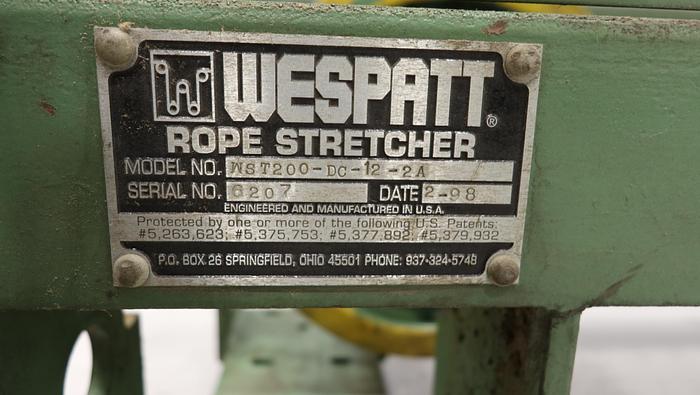 W WESPATT®
ROPE STRETCHER
MODEL NO. WST200-DC-12-2A
SERIAL NO. 6207 DATE 2-98
ENGINEERED AND MANUFACTURED IN U.S.A.
Protected by one or more of the following U.S. Patents:
#5,263,623; #5,375,753; #5,377,892; #5,379,932
P.O. BOX 26 SPRINGFIELD, OHIO 45501 PHONE: 937-324-5748